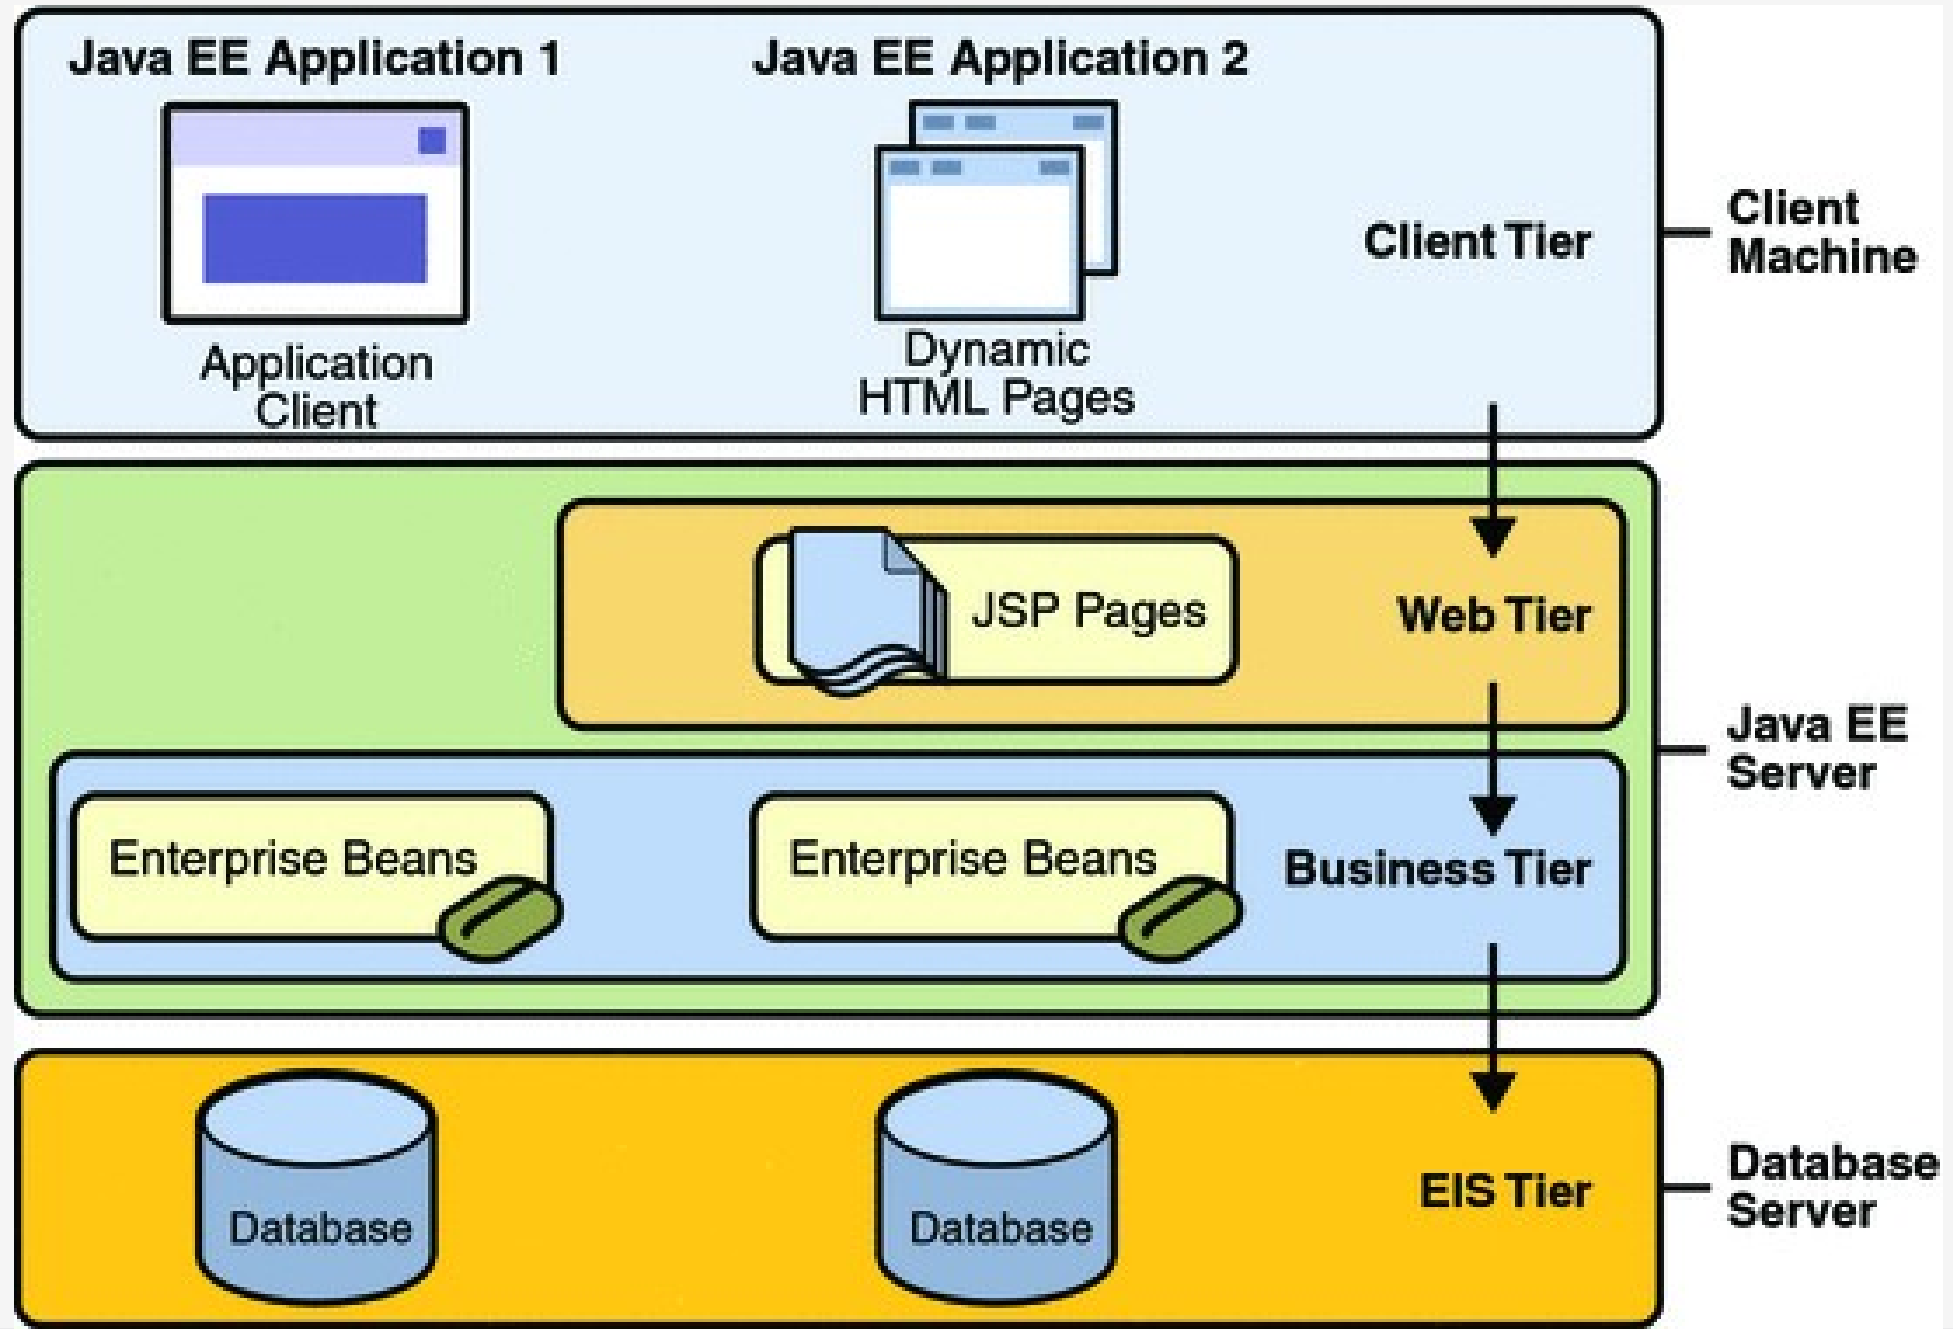 Java EE Application 1
Java EE Application 2
Application
Client
Dynamic
HTML Pages
Client Tier
Client
Machine
JSP Pages
Web Tier
Java EE
Server
Enterprise Beans
Enterprise Beans
Business Tier
Database
Database
EIS Tier
Database
Server